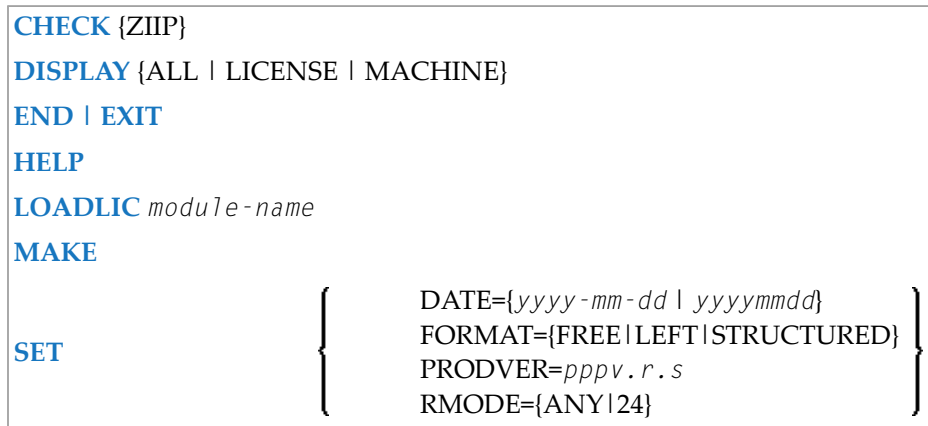 CHECK {ZIIP}
DISPLAY {ALL | LICENSE | MACHINE}
END | EXIT
HELP
LOADLIC module-name
MAKE
SET
DATE={yyyy-mm-dd | yyyymmdd}
FORMAT={FREE|LEFT|STRUCTURED}
PRODVER=pppv.r.s
RMODE={ANY|24}